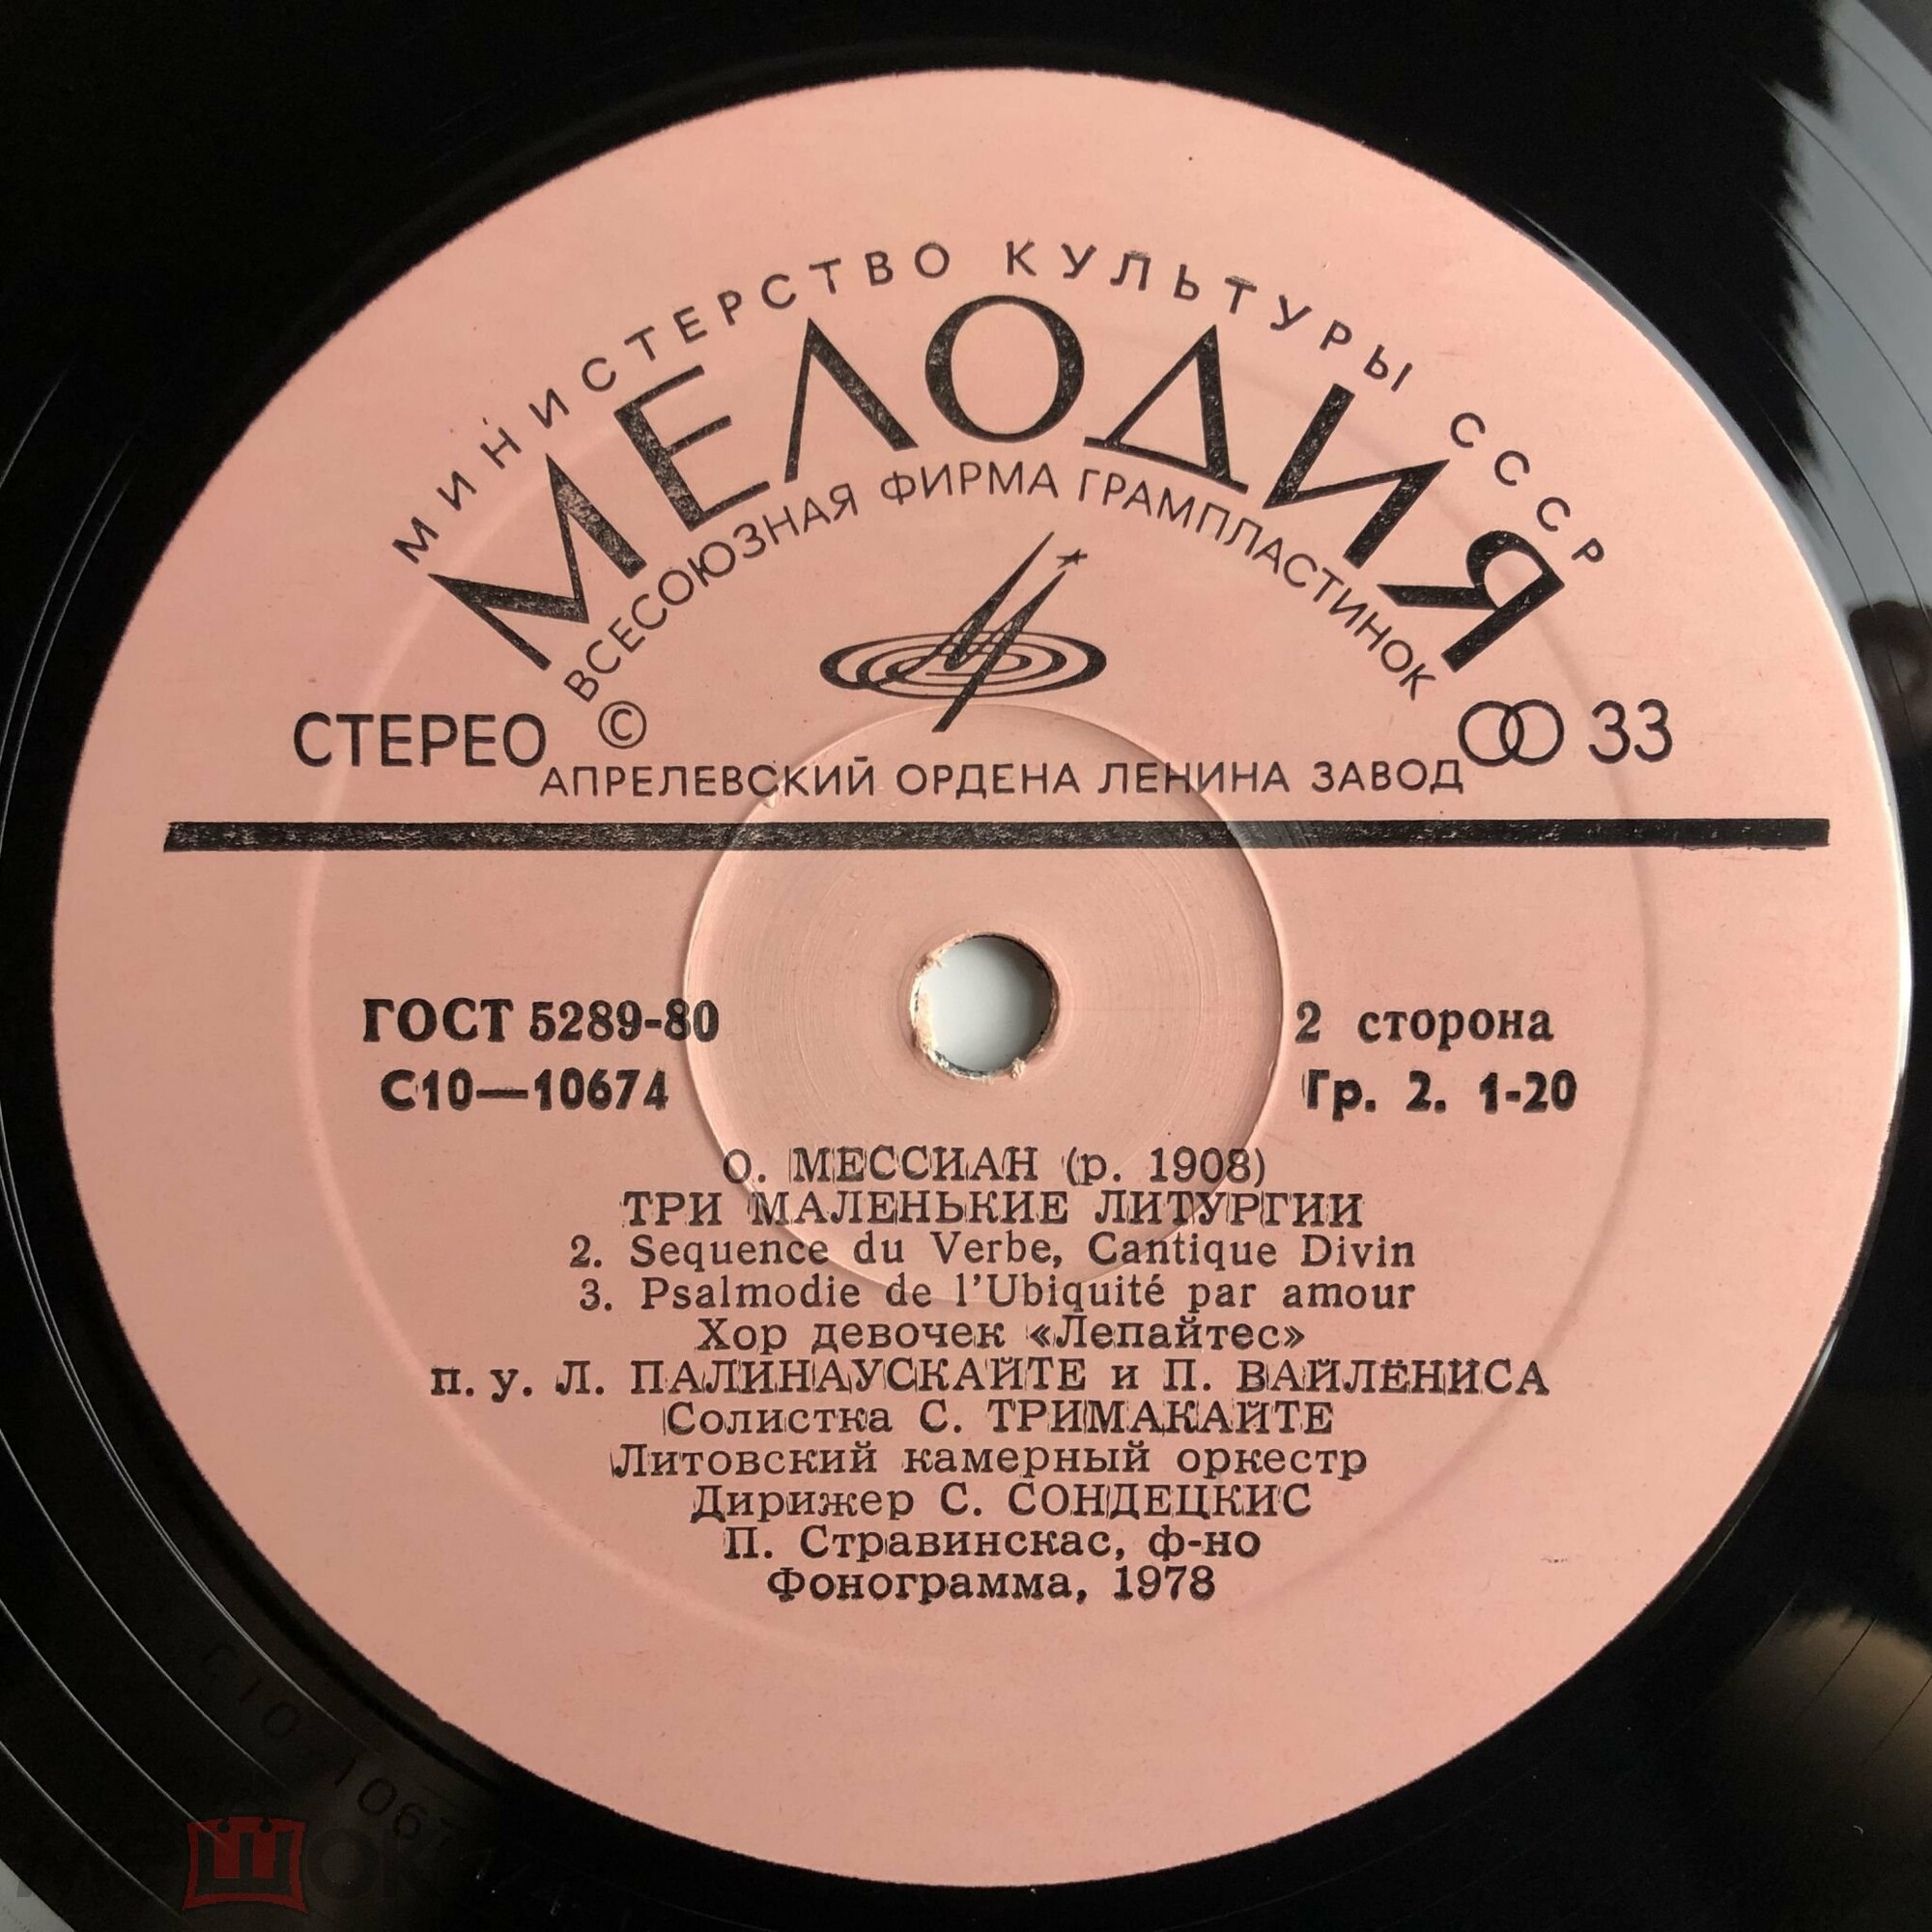 МИНИСТЕРСТВО КУЛЬТУРЫ СССР
МЕЛОДИЯ
ВСЕСОЮЗНАЯ ФИРМА ГРАМПЛАСТИНОК
СТЕРЕО © 33
АПРЕЛЕВСКИЙ ОРДЕНА ЛЕНИНА ЗАВОД
ГОСТ 5289-80 2 сторона
С10—10674 Гр. 2. 1-20
О. МЕССИАН (р. 1908)
ТРИ МАЛЕНЬКИЕ ЛИТУРГИИ
2. Sequence du Verbe, Cantique Divin
3. Psalmodie de l'Ubiquité par amour
Хор девочек «Лепайтес»
п. у. Л. ПАЛИНАУСКАЙТЕ и П. ВАЙЛЕНИСА
Солистка С. ТРИМАКАЙТЕ
Литовский камерный оркестр
Дирижер С. СОНДЕЦКИС
П. Стравинскас, ф-но
Фонограмма, 1978